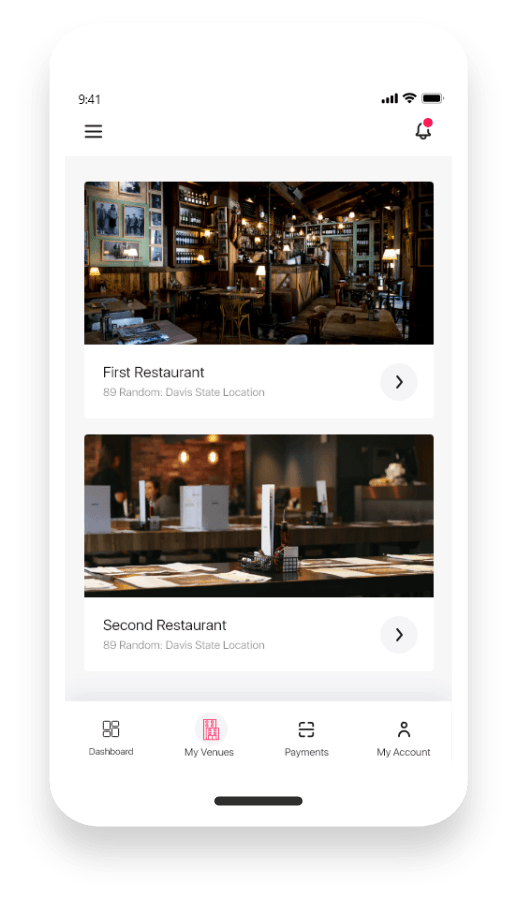 9:41
First Restaurant
89 Random: Davis State Location
Second Restaurant
89 Random: Davis State Location
Dashboard
My Venues
Payments
My Account